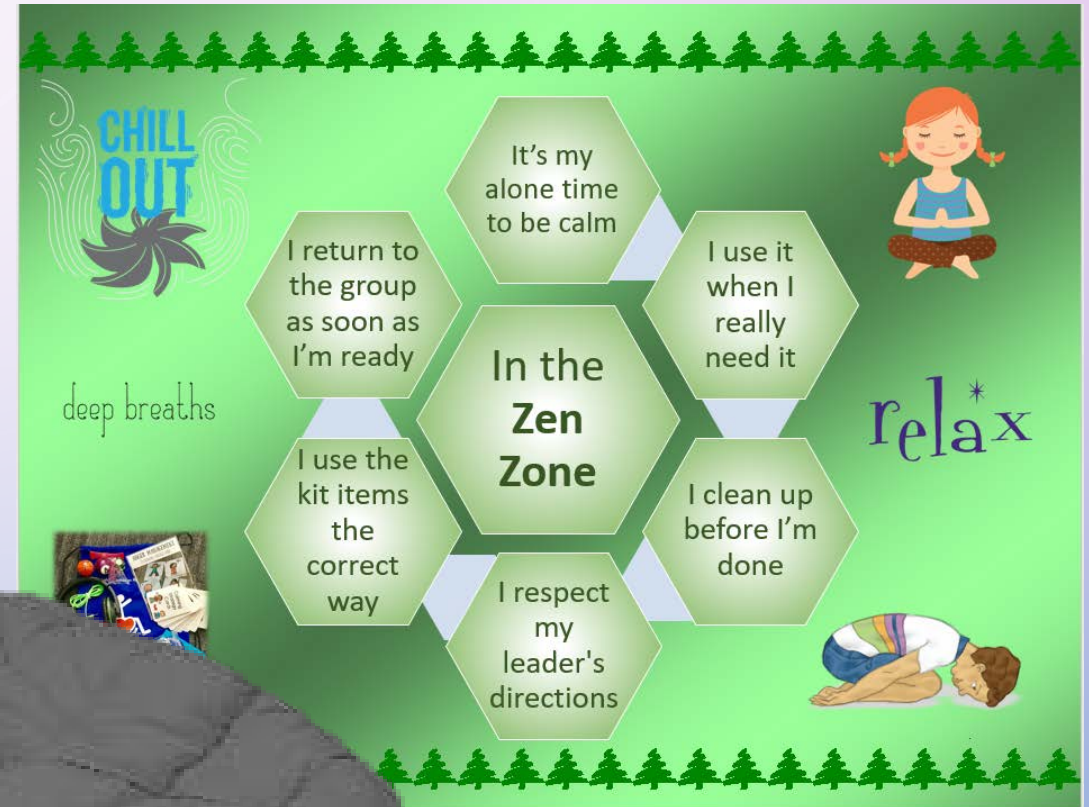 CHILL
OUT
It's my
alone time
to be calm
I use it
when I
really
need it
I clean up
before I'm
done
I respect
my
leader's
directions
I use the
kit items
the
correct
way
I return to
the group
as soon as
I'm ready
In the
Zen
Zone
deep breaths
relax